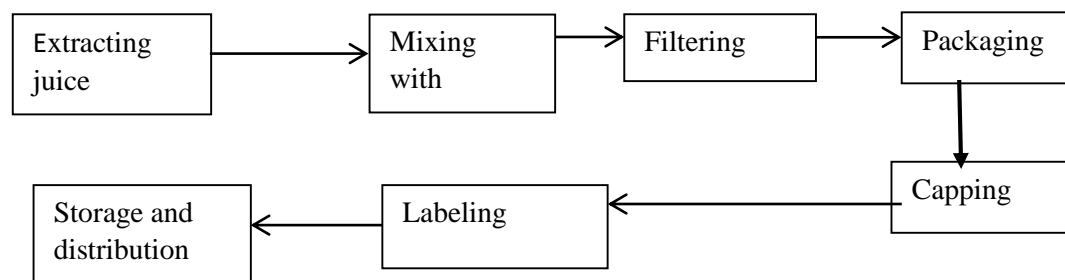 Extracting
juice
Mixing
with
Filtering
Packaging
Capping
Labeling
Storage and
distribution